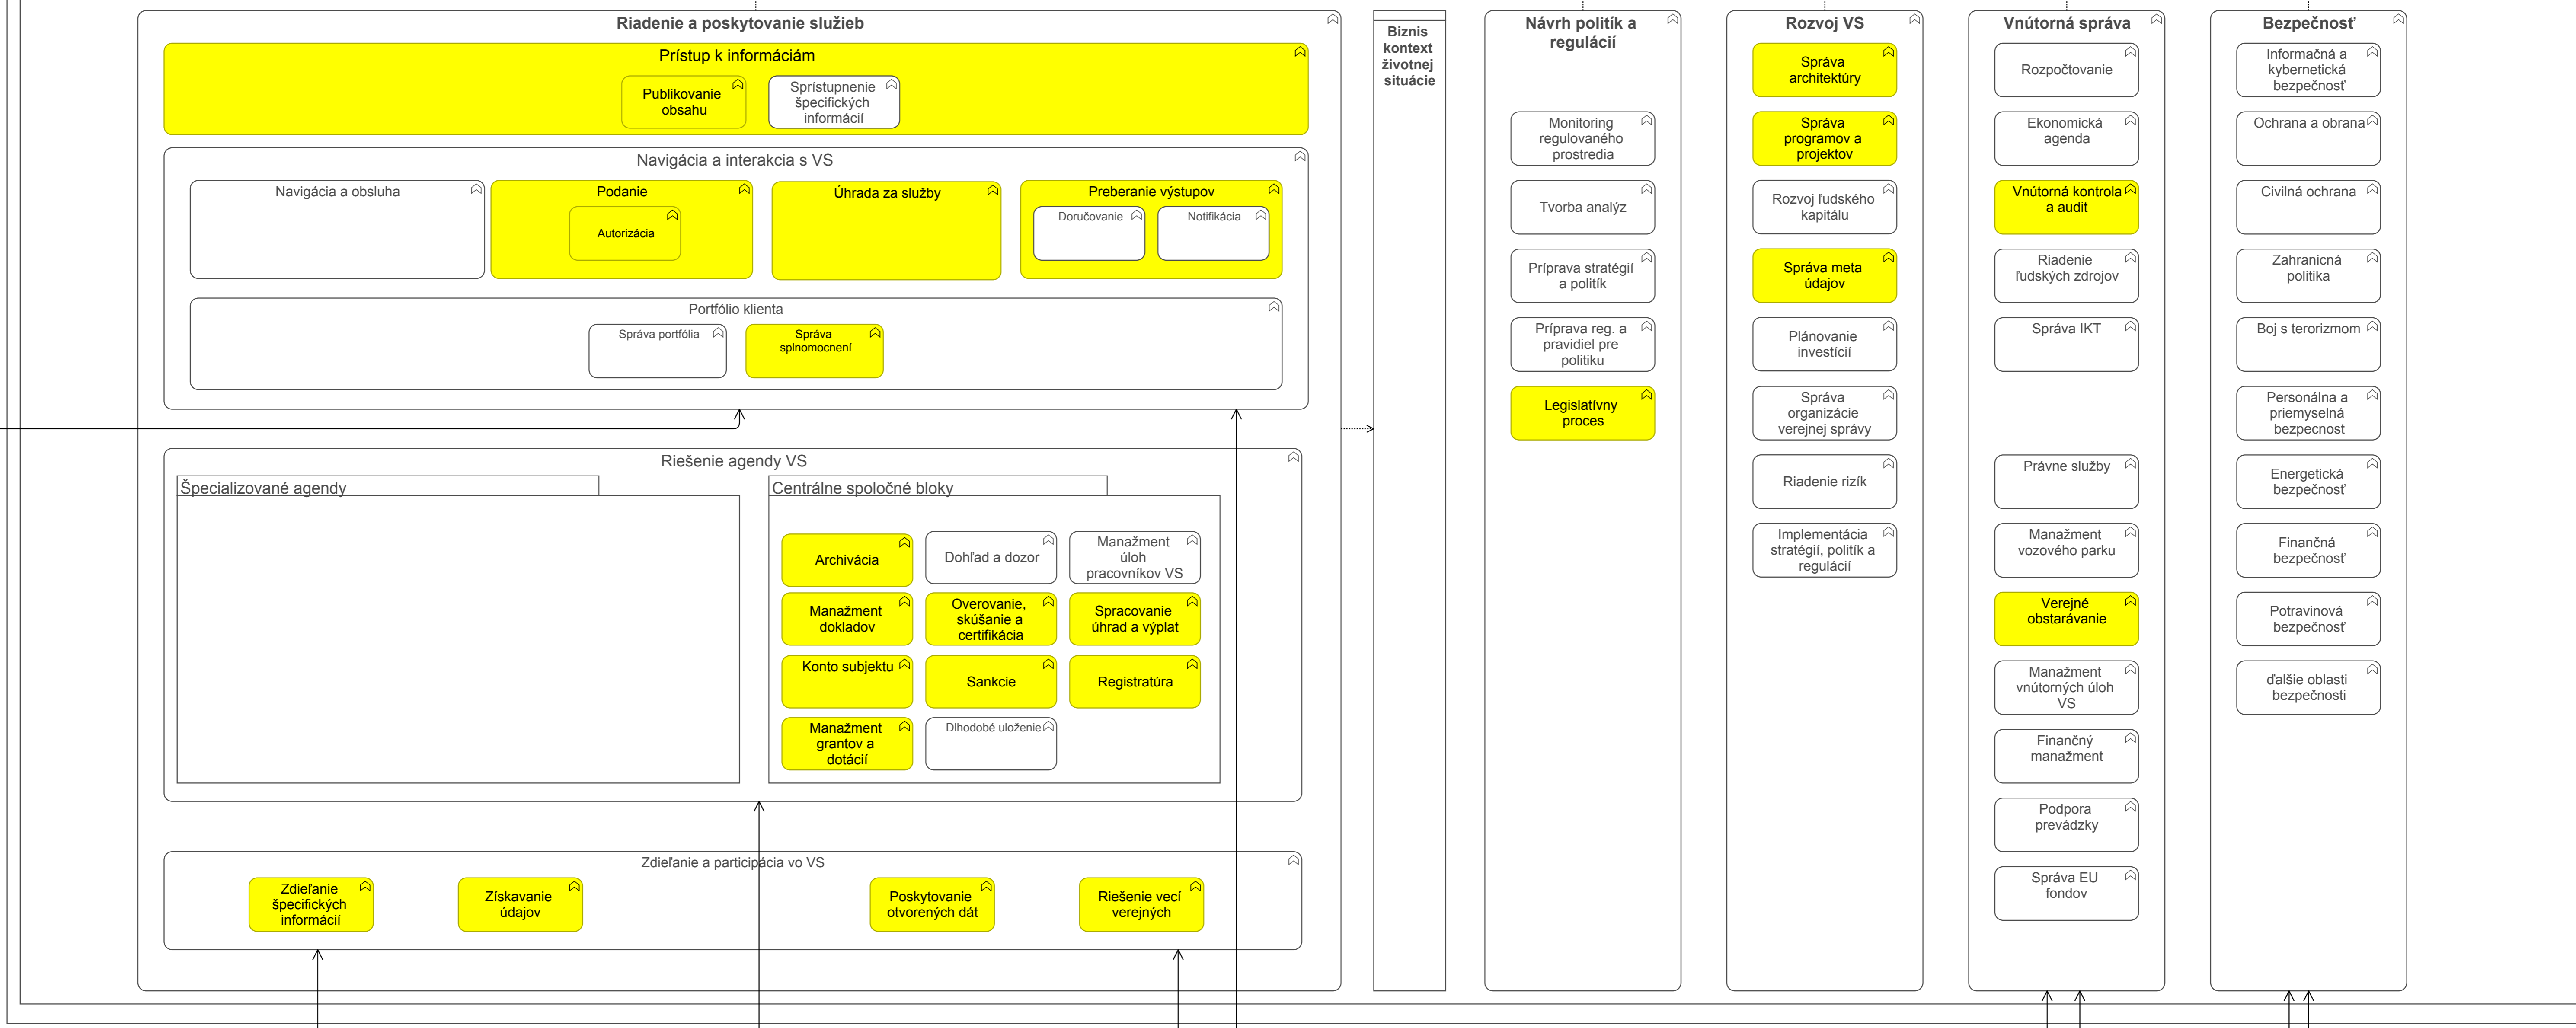 Riadenie a poskytovanie služieb
Prístup k informáciám
Publikovanie
obsahu
Sprístupnenie
špecifických
informácií
Navigácia a interakcia s VS
Navigácia a obsluha
Podanie
Autorizácia
Úhrada za služby
Preberanie výstupov
Doručovanie
Notifikácia
Portfólio klienta
Správa portfólia
Správa
splnomocnení
Riešenie agendy VS
Špecializované agendy
Centrálne spoločné bloky
Archivácia
Dohľad a dozor
Manažment
úloh
pracovníkov VS
Manažment
dokladov
Overovanie,
skúšanie a
certifikácia
Spracovanie
úhrad a výplat
Konto subjektu
Sankcie
Registratúra
Manažment
grantov a
dotácií
Dlhodobé uloženie
Zdieľanie a participácia vo VS
Zdieľanie
špecifických
informácií
Získavanie
údajov
Poskytovanie
otvorených dát
Riešenie vecí
verejných
Biznis
kontext
životnej
situácie
Návrh politík a
regulácií
Monitoring
regulovaného
prostredia
Tvorba analýz
Príprava stratégií
a politík
Príprava reg. a
pravidiel pre
politiku
Legislatívny
proces
Rozvoj VS
Správa
architektúry
Správa
programov a
projektov
Rozvoj ľudského
kapitálu
Správa meta
údajov
Plánovanie
investícií
Správa
organizácie
verejnej správy
Riadenie rizík
Implementácia
stratégií, politík a
regulácií
Vnútorná správa
Rozpočtovanie
Ekonomická
agenda
Vnútorná kontrola
a audit
Riadenie
ľudských zdrojov
Správa IKT
Právne služby
Manažment
vozového parku
Verejné
obstarávanie
Manažment
vnútorných úloh
VS
Finančný
manažment
Podpora
prevádzky
Správa EU
fondov
Bezpečnosť
Informačná a
kybernetická
bezpečnosť
Ochrana a obrana
Civilná ochrana
Zahranicná
politika
Boj s terorizmom
Personálna a
priemyselná
bezpecnost
Energetická
bezpečnosť
Finančná
bezpečnosť
Potravinová
bezpečnosť
ďalšie oblasti
bezpečnosti